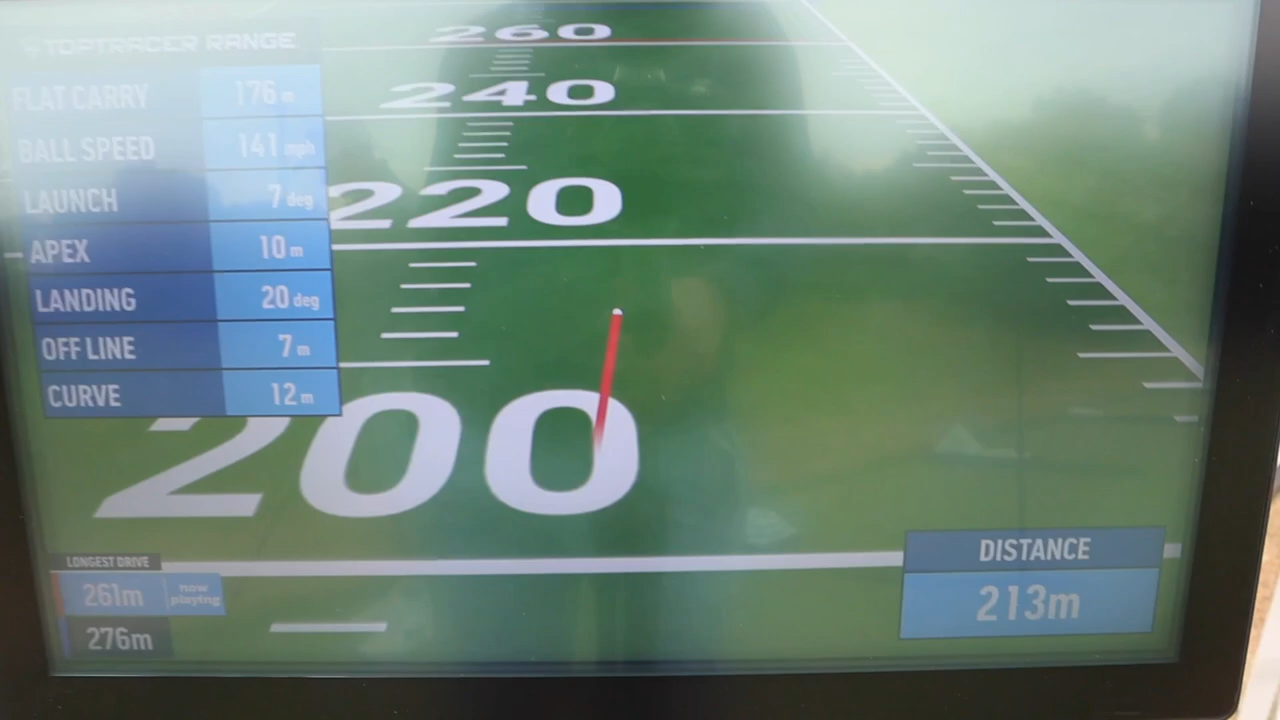 TOPTRACER RANGE
FLAT CARRY 176 m
BALL SPEED 141 mph
LAUNCH 7 deg
APEX 10 m
LANDING 20 deg
OFF LINE 7 m
CURVE 12 m
260
240
220
200
LONGEST DRIVE
261m now playing
276m
DISTANCE
213m